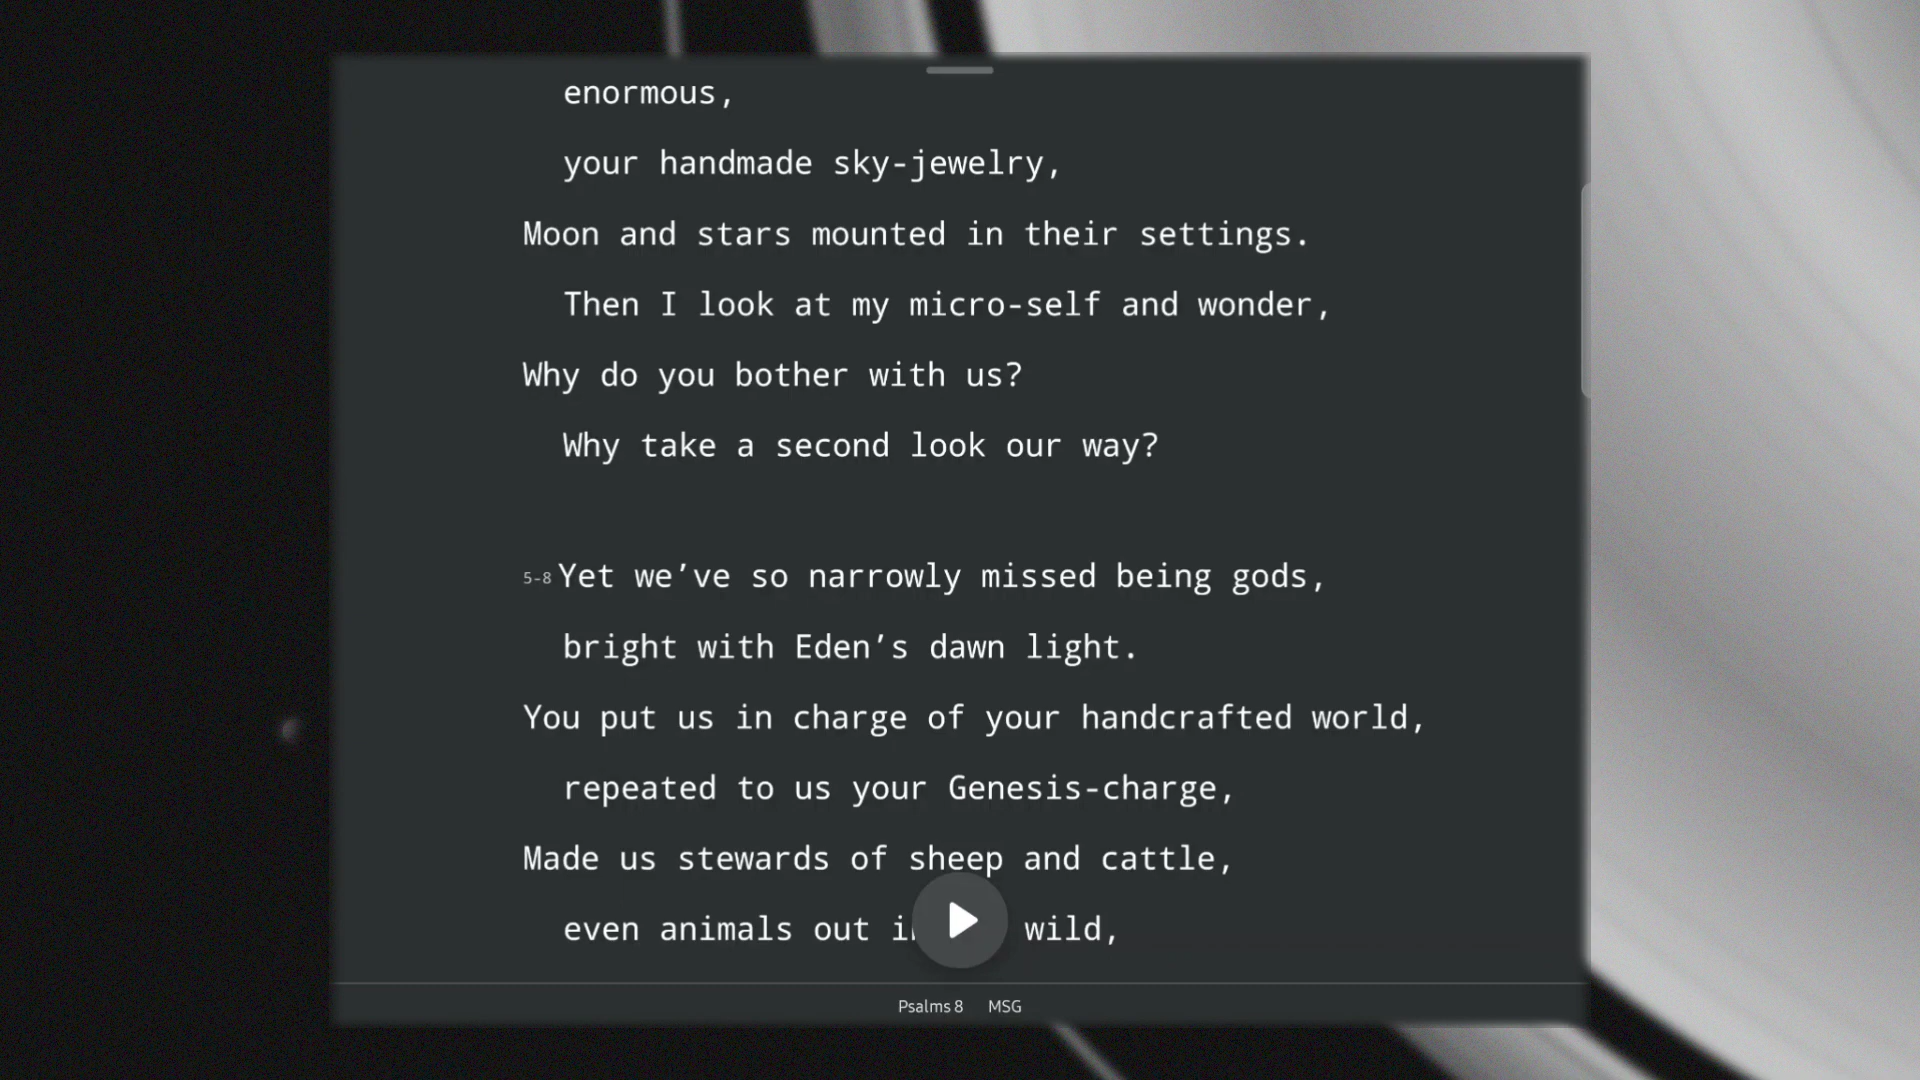 enormous,
your handmade sky-jewelry,
Moon and stars mounted in their settings.
Then I look at my micro-self and wonder,
Why do you bother with us?
Why take a second look our way?
5-8 Yet we’ve so narrowly missed being gods,
bright with Eden’s dawn light.
You put us in charge of your handcrafted world,
repeated to us your Genesis-charge,
Made us stewards of sheep and cattle,
even animals out wild,
Psalms 8 MSG